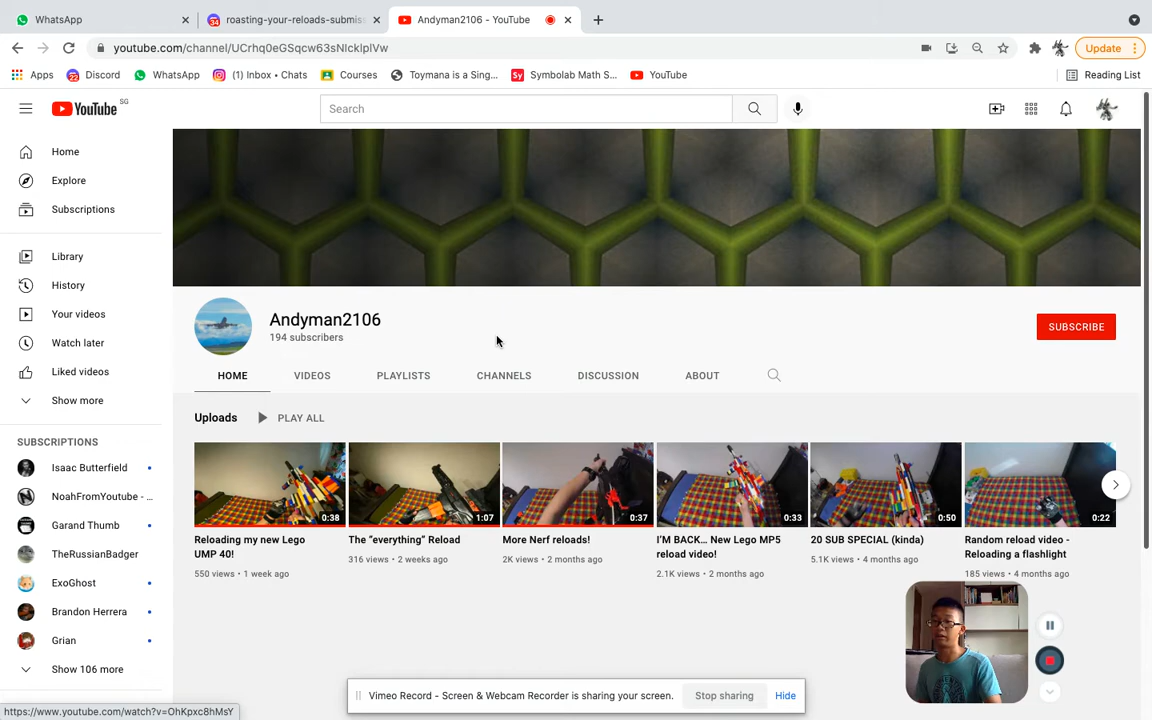 WhatsApp
34
roasting-your-reloads-submis
Andyman2106 - YouTube
youtube.com/channel/UCrhq0eGSqcw63sNIckIpIVw
Update
Apps
Discord
WhatsApp
(1) Inbox • Chats
Courses
Toymana is a Sing...
Sy Symbolab Math S...
YouTube
Reading List
YouTube SG
Search
Home
Explore
Subscriptions
Library
History
Your videos
Watch later
Liked videos
Show more
SUBSCRIPTIONS
Isaac Butterfield
NoahFromYoutube - ...
Garand Thumb
TheRussianBadger
ExoGhost
Brandon Herrera
Grian
Show 106 more
Andyman2106
194 subscribers
SUBSCRIBE
HOME
VIDEOS
PLAYLISTS
CHANNELS
DISCUSSION
ABOUT
Uploads
PLAY ALL
0:38
1:07
0:37
0:33
0:50
0:22
Reloading my new Lego
UMP 40!
550 views • 1 week ago
The “everything” Reload
316 views • 2 weeks ago
More Nerf reloads!
2K views • 2 months ago
I’M BACK... New Lego MP5
reload video!
2.1K views • 2 months ago
20 SUB SPECIAL (kinda)
5.1K views • 4 months ago
Random reload video -
Reloading a flashlight
185 views • 4 months ago
Vimeo Record - Screen & Webcam Recorder is sharing your screen.
Stop sharing
Hide
https://www.youtube.com/watch?v=OhKpxc8hMsY